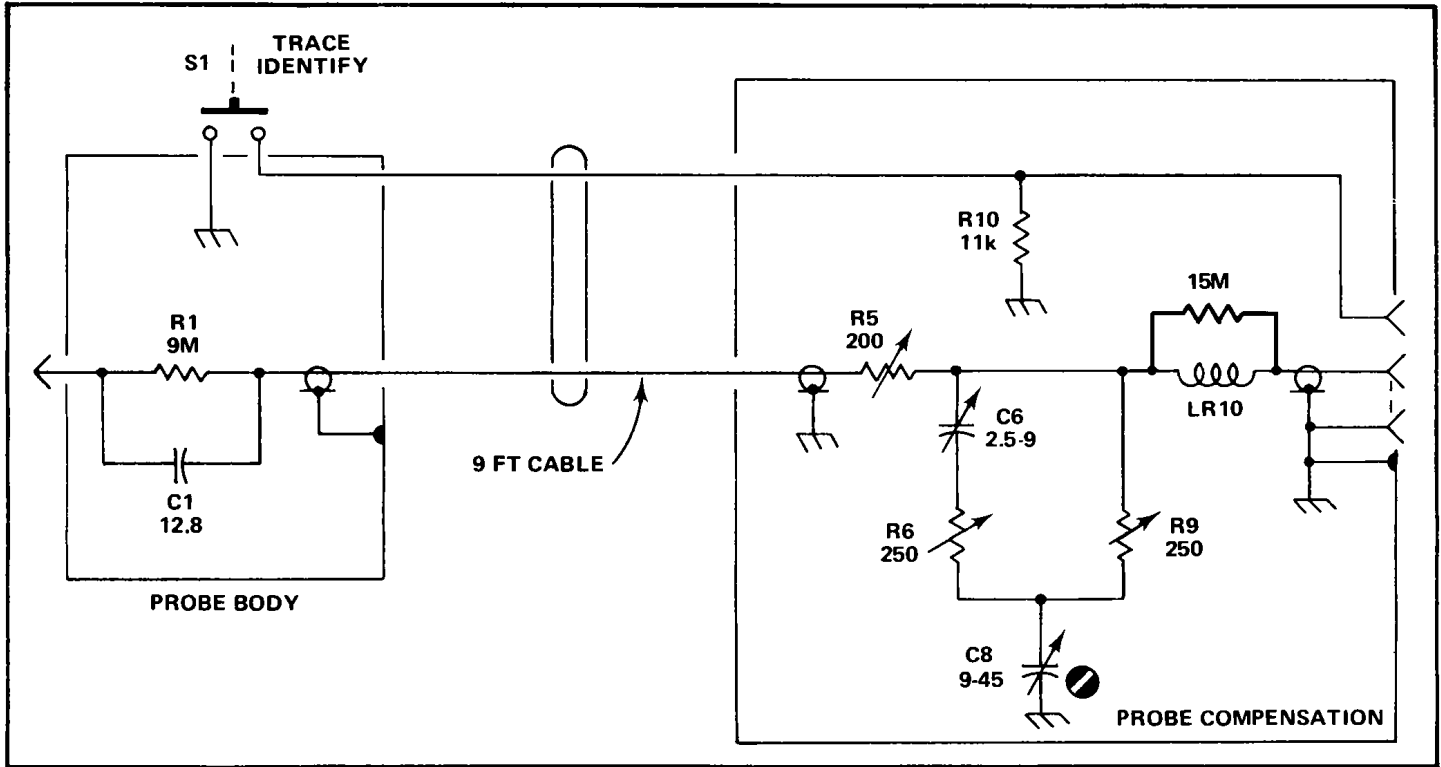 S1
TRACE
IDENTIFY
R10
11k
15M
R1
9M
R5
200
LR10
C6
2.5-9
9 FT CABLE
C1
12.8
R6
250
R9
250
PROBE BODY
C8
9-45
PROBE COMPENSATION